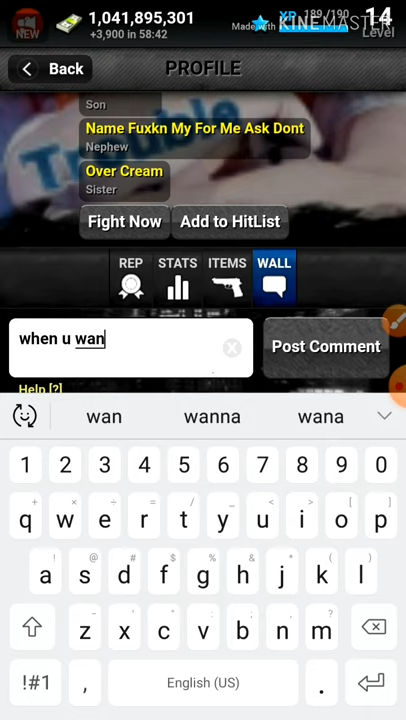 NEW
1,041,895,301
+3,900 in 58:42
Made with KINEMASTER
XP 189/190
14
Level
Back
PROFILE
Trouble
Son
Name Fuxkn My For Me Ask Dont
Nephew
Over Cream
Sister
Fight Now
Add to HitList
REP
STATS
ITEMS
WALL
when u wan
Post Comment
Help [?]
wan wanna wana
1 2 3 4 5 6 7 8 9 0
+ × ÷ = / _ < > [ ]
q w e r t y u i o p
! @ # $ % ^ & * ( )
a s d f g h j k l
- ' " : ; , ?
z x c v b n m
!#1 , English (US) .